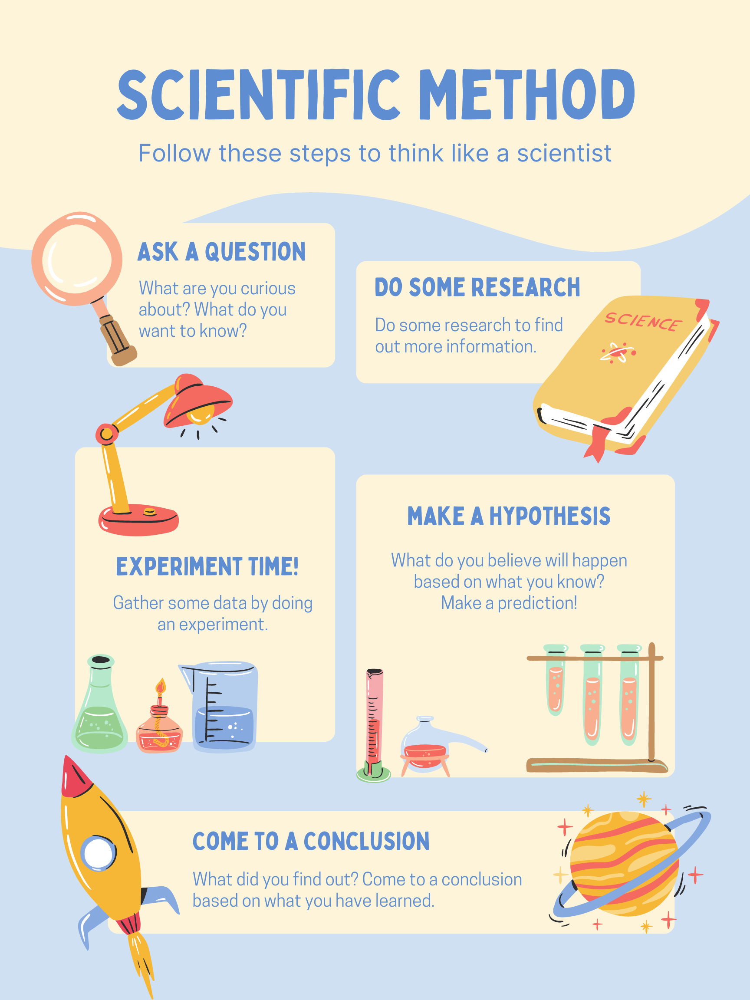 SCIENTIFIC METHOD
Follow these steps to think like a scientist
ASK A QUESTION
What are you curious
about? What do you
want to know?
DO SOME RESEARCH
Do some research to find
out more information.
SCIENCE
EXPERIMENT TIME!
Gather some data by doing
an experiment.
MAKE A HYPOTHESIS
What do you believe will happen
based on what you know?
Make a prediction!
COME TO A CONCLUSION
What did you find out? Come to a conclusion
based on what you have learned.